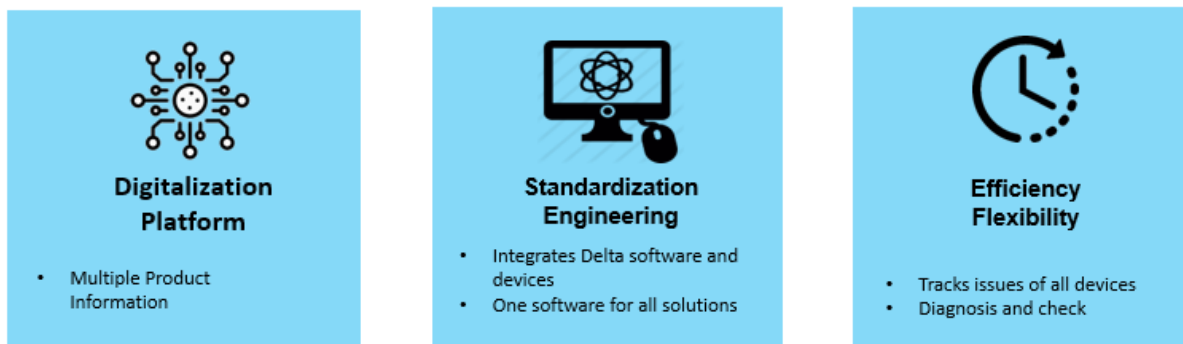 Digitalization
Platform
• Multiple Product
Information
Standardization
Engineering
• Integrates Delta software and
devices
• One software for all solutions
Efficiency
Flexibility
• Tracks issues of all devices
• Diagnosis and check